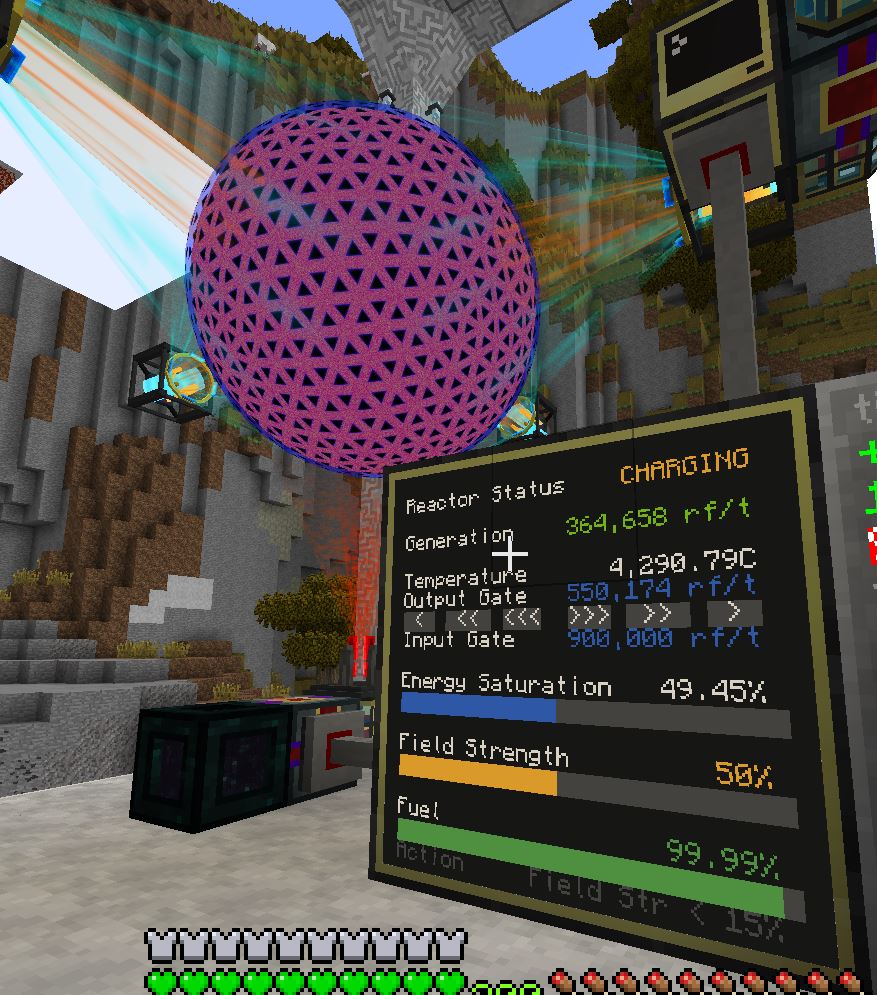 Reactor Status CHARGING
Generation 364,658 rf/t
Temperature 4,290.79C
Output Gate 550,174 rf/t
< << <<< >>> >> >
Input Gate 900,000 rf/t
Energy Saturation 49.45%
Field Strength 50%
Fuel 99.99%
Action Field Str < 15%